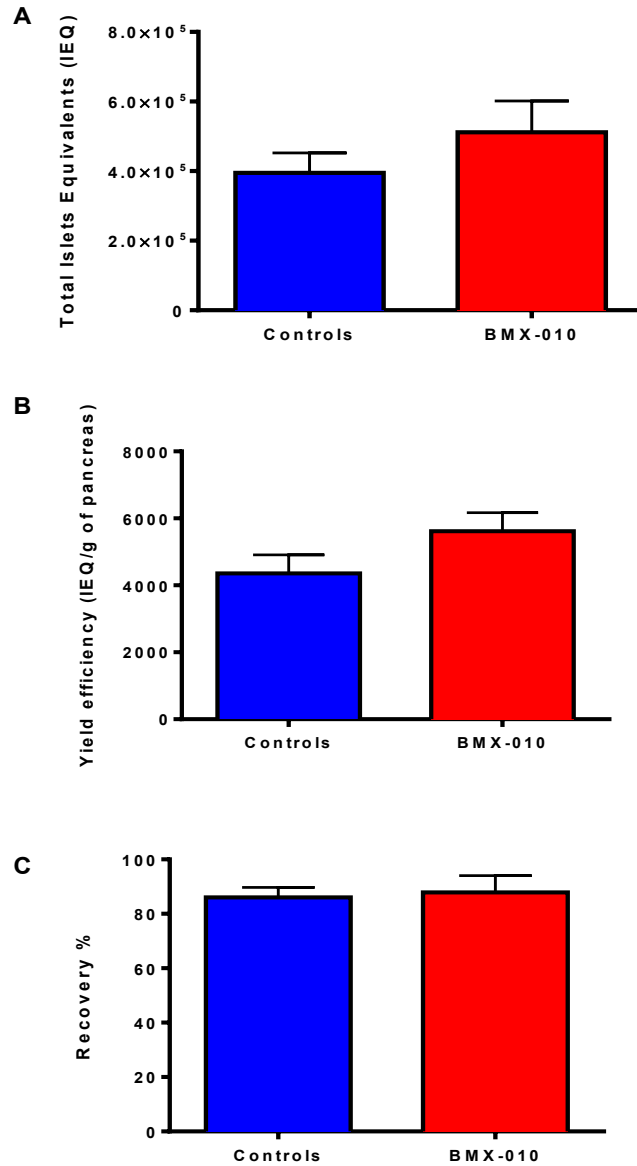 A
Total Islets Equivalents (IEQ)
8.0×10⁵
6.0×10⁵
4.0×10⁵
2.0×10⁵
0
Controls
BMX-010
B
Yield efficiency (IEQ/g of pancreas)
8000
6000
4000
2000
0
Controls
BMX-010
C
Recovery %
100
80
60
40
20
0
Controls
BMX-010